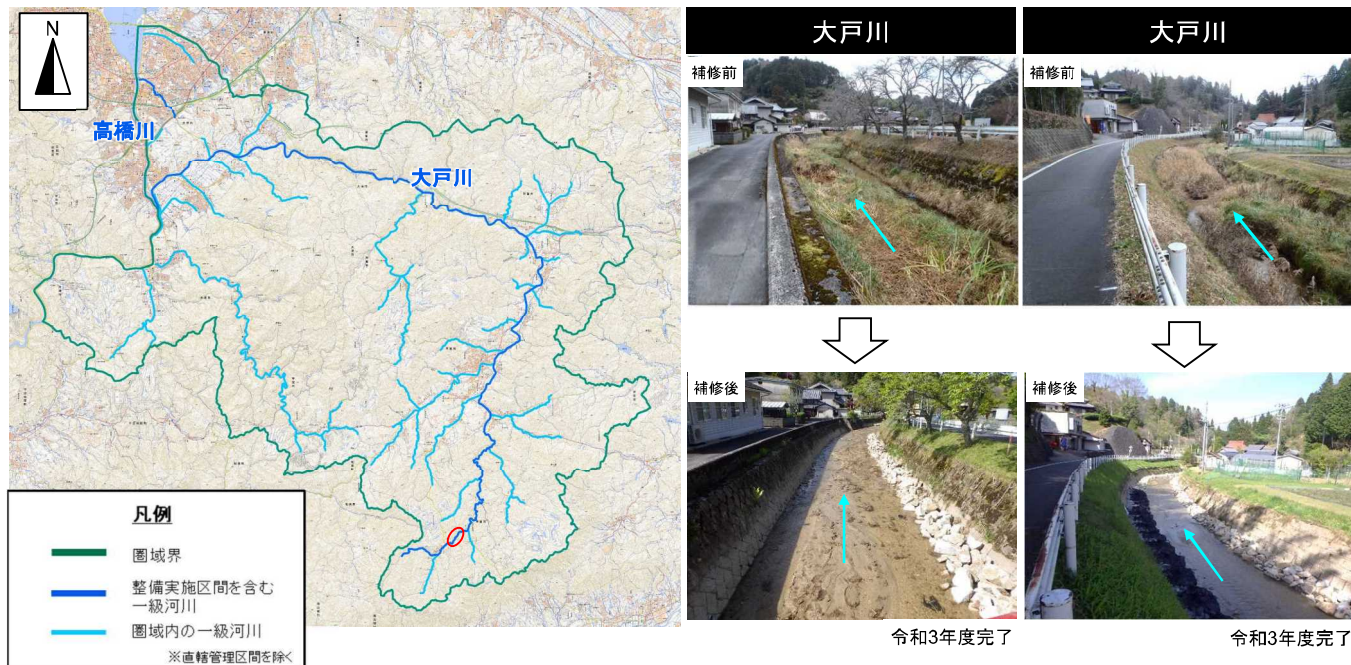 N
高橋川
大戸川
凡例
圏域界
整備実施区間を含む
一級河川
圏域内の一級河川
※直轄管理区間を除く
大戸川
補修前
補修後
令和3年度完了
大戸川
補修前
補修後
令和3年度完了